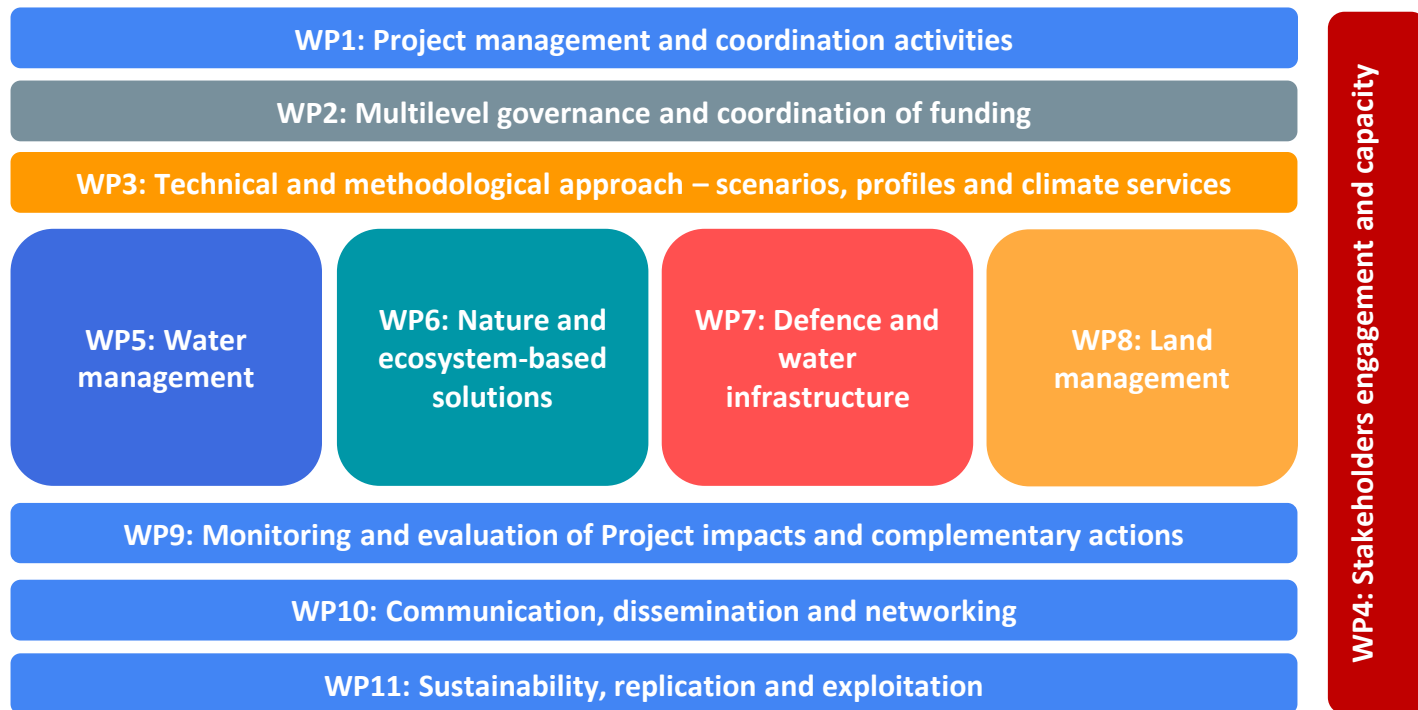 WP1: Project management and coordination activities
WP2: Multilevel governance and coordination of funding
WP3: Technical and methodological approach – scenarios, profiles and climate services
WP5: Water
management
WP6: Nature and
ecosystem-based
solutions
WP7: Defence and
water
infrastructure
WP8: Land
management
WP9: Monitoring and evaluation of Project impacts and complementary actions
WP10: Communication, dissemination and networking
WP11: Sustainability, replication and exploitation
WP4: Stakeholders engagement and capacity